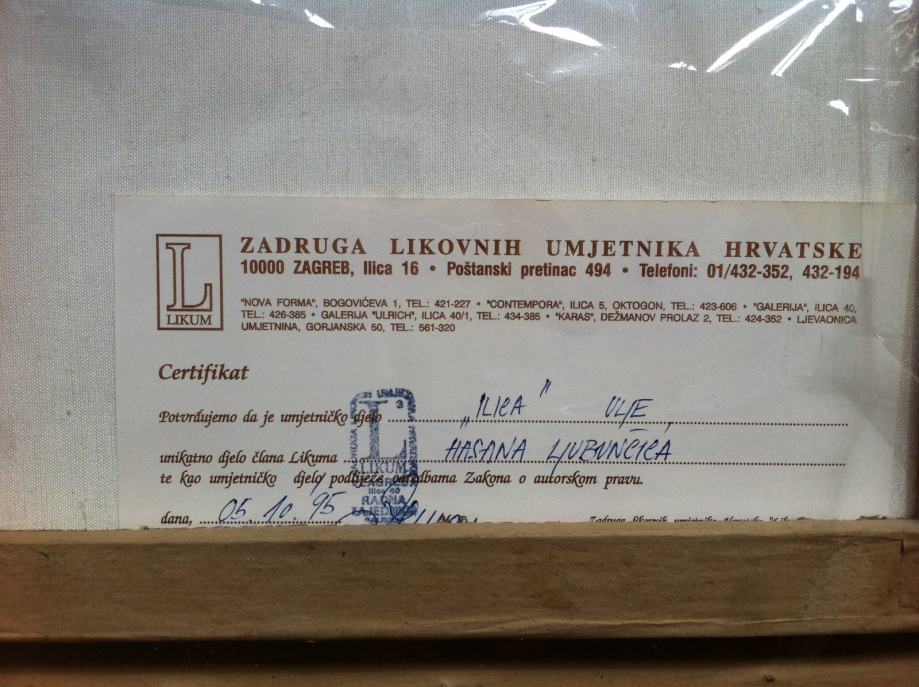 ZADRUGA LIKOVNIH UMJETNIKA HRVATSKE
10000 ZAGREB, Ilica 16 • Poštanski pretinac 494 • Telefoni: 01/432-352, 432-194
L
LIKUM
"NOVA FORMA", BOGOVIĆEVA 1, TEL.: 421-227 • "CONTEMPORA", ILICA 5, OKTOGON, TEL.: 423-606 • "GALERIJA", ILICA 40,
TEL.: 426-385 • GALERIJA "ULRICH", ILICA 40/1, TEL.: 434-385 • "KARAS", DEŽMANOV PROLAZ 2, TEL.: 424-352 • LJEVAONICA
UMJETNINA, GORJANSKA 50, TEL.: 561-320
Certifikat
Potvrđujemo da je umjetničko djelo „ILICA" ULJE,
unikatno djelo člana Likuma HASANA LJUBUNČIĆA
te kao umjetničko djelo podliježe odredbama Zakona o autorskom pravu.
dana, 05. 10. 95 M.P.
3
L
LIKUM
ZAGREB
Ilica 40
RADNA